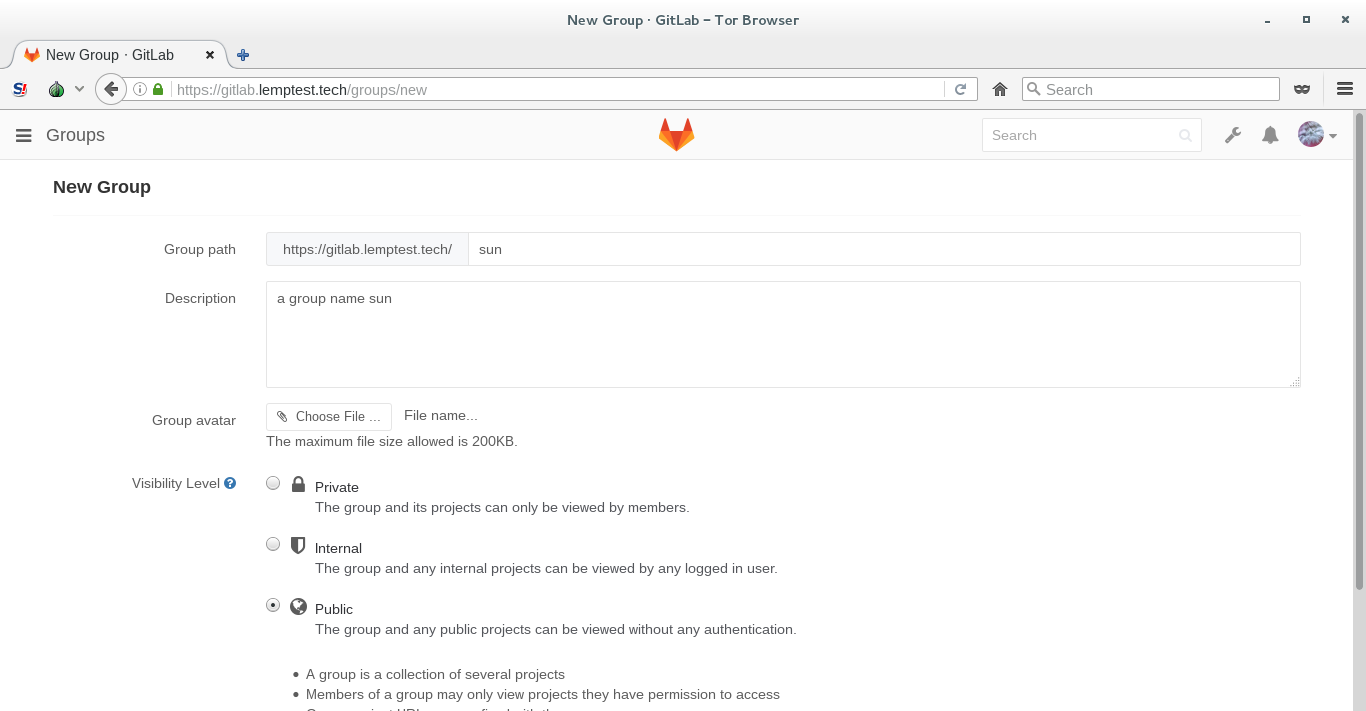 New Group · GitLab – Tor Browser
New Group · GitLab
https://gitlab.lemptest.tech/groups/new
Search
Groups
Search
New Group
Group path
https://gitlab.lemptest.tech/
sun
Description
a group name sun
Group avatar
Choose File ...
File name...
The maximum file size allowed is 200KB.
Visibility Level
Private
The group and its projects can only be viewed by members.
Internal
The group and any internal projects can be viewed by any logged in user.
Public
The group and any public projects can be viewed without any authentication.
• A group is a collection of several projects
• Members of a group may only view projects they have permission to access